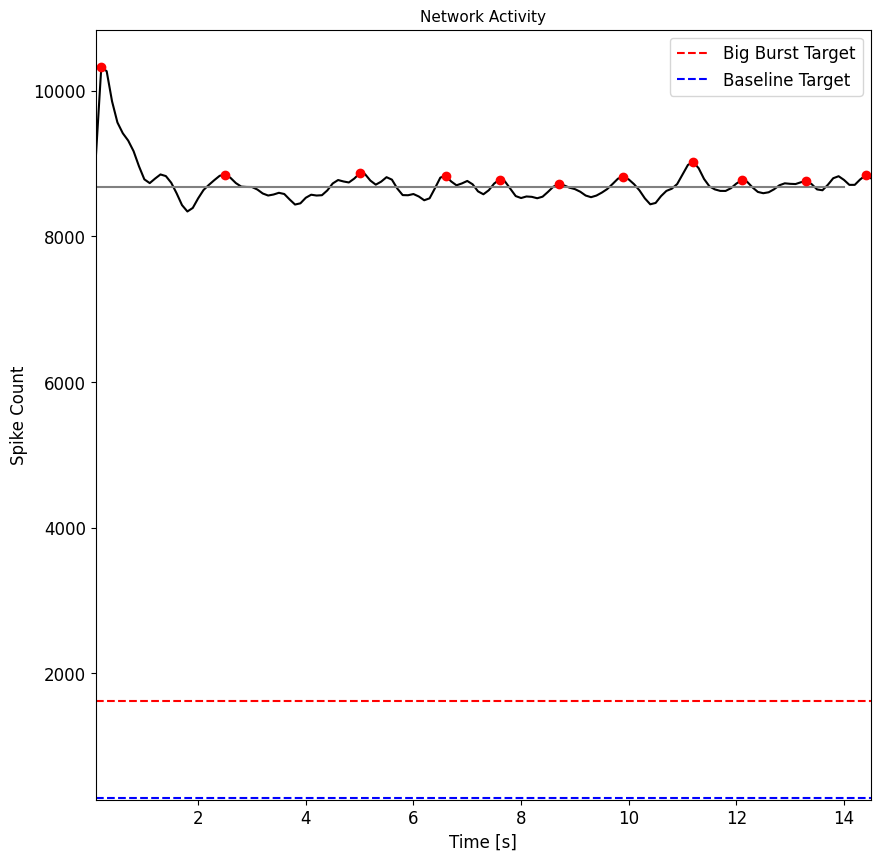 Network Activity
Big Burst Target
Baseline Target
10000
8000
6000
4000
2000
Spike Count
2 4 6 8 10 12 14
Time [s]